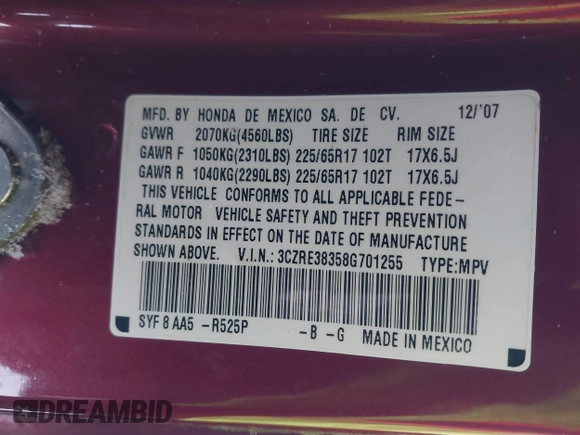 MFD. BY HONDA DE MEXICO SA. DE CV. 12/'07
GVWR 2070KG(4560LBS) TIRE SIZE RIM SIZE
GAWR F 1050KG(2310LBS) 225/65R17 102T 17X6.5J
GAWR R 1040KG(2290LBS) 225/65R17 102T 17X6.5J
THIS VEHICLE CONFORMS TO ALL APPLICABLE FEDE-
RAL MOTOR VEHICLE SAFETY AND THEFT PREVENTION
STANDARDS IN EFFECT ON THE DATE OF MANUFACTURE
SHOWN ABOVE. V.I.N.: 3CZRE38358G701255 TYPE:MPV
SYF 8 AA5 -R525P -B -G MADE IN MEXICO
DREAMBID